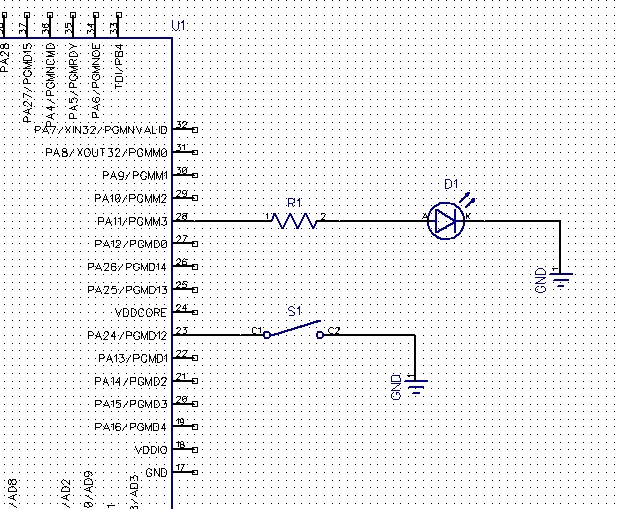 U1
PA28
37
PA27/PGMD15
36
PA4/PGMNCMD
35
PA5/PGMRDY
34
PA6/PGMNOE
33
TDI/PB4
PA7/XIN32/PGMNVALID 32
PA8/XOUT32/PGMM0 31
PA9/PGMM1 30
PA10/PGMM2 29
PA11/PGMM3 28
1 R1 2
A D1 K
1
GND
PA12/PGMD0 27
PA26/PGMD14 26
PA25/PGMD13 25
VDDCORE 24
PA24/PGMD12 23
C1 S1 C2
1
GND
PA13/PGMD1 22
PA14/PGMD2 21
PA15/PGMD3 20
PA16/PGMD4 19
VDDIO 18
GND 17
/AD8
/AD2
0/AD9
1
/AD3